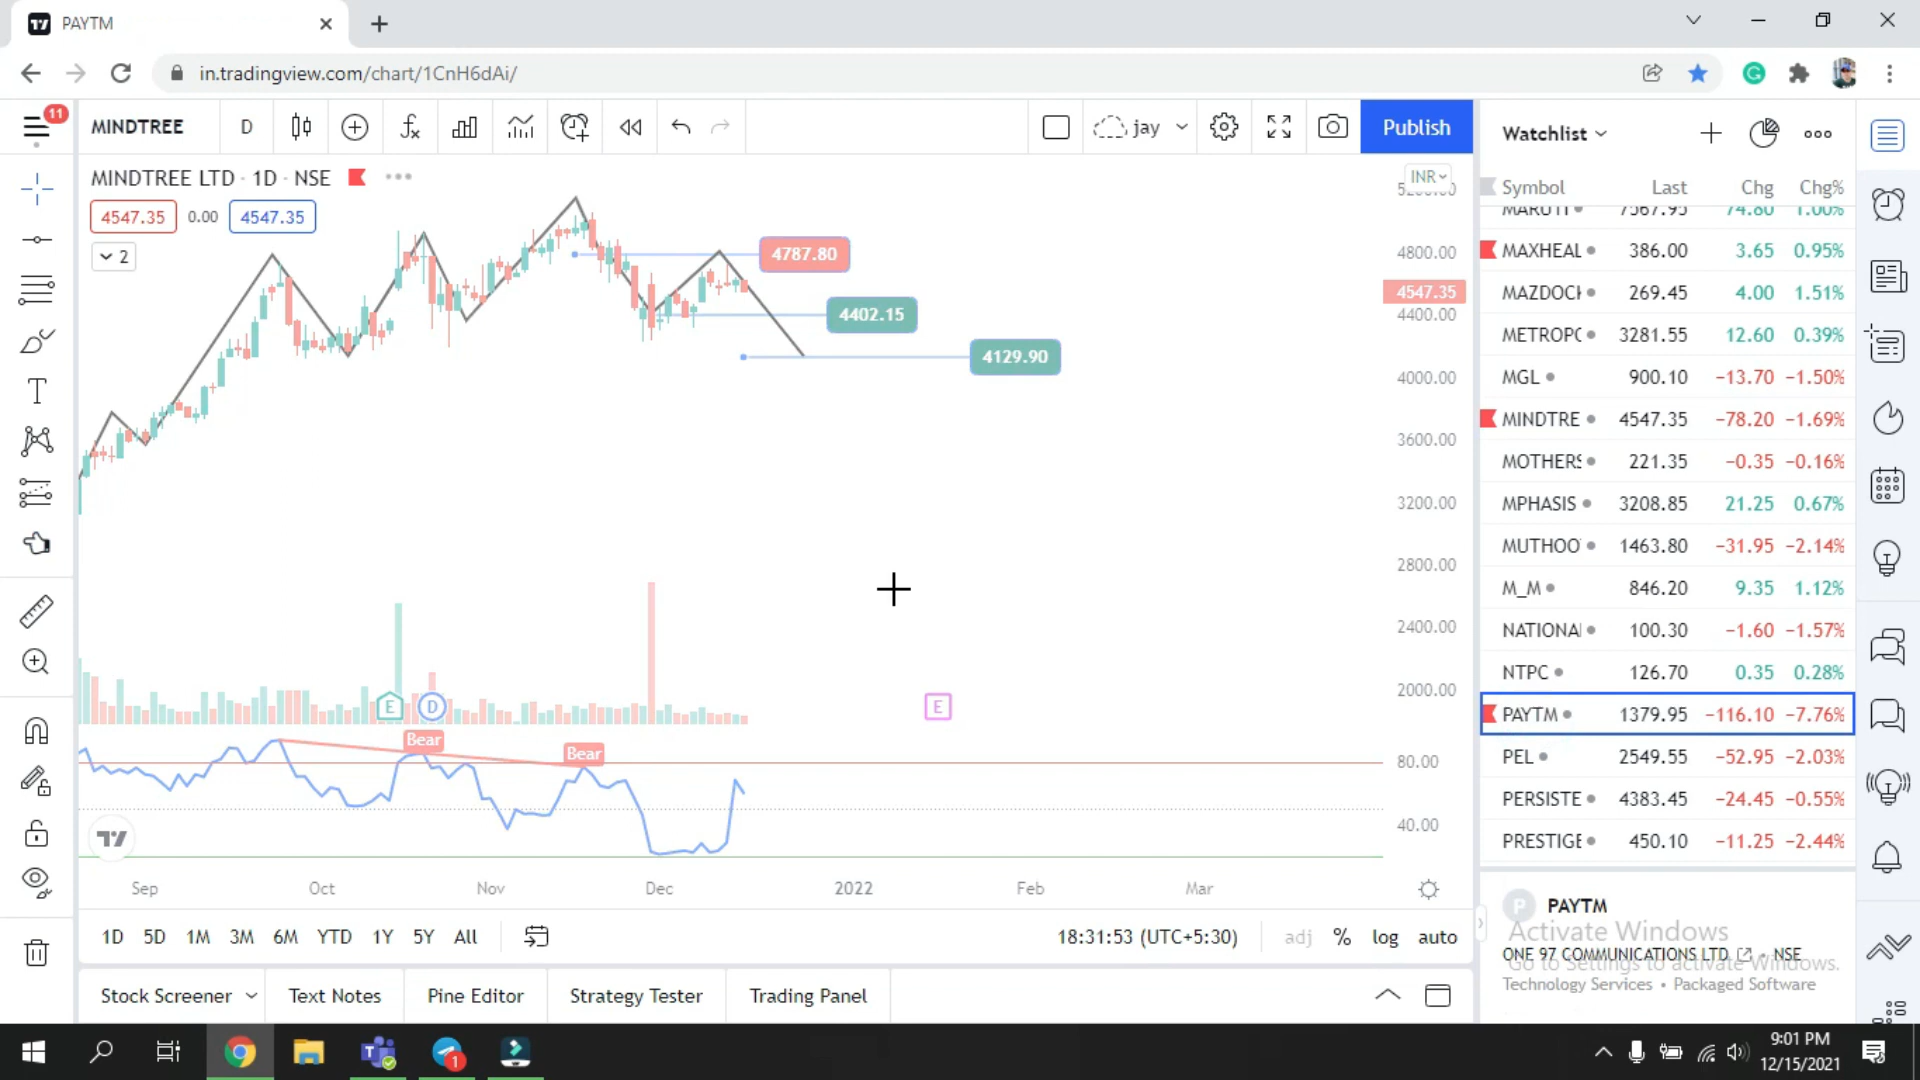 PAYTM
in.tradingview.com/chart/1CnH6dAi/
11
MINDTREE
D
jay
Publish
Watchlist
MINDTREE LTD · 1D · NSE
INR
4547.35
0.00
4547.35
2
4787.80
4402.15
4129.90
4800.00
4547.35
4400.00
4000.00
3600.00
3200.00
2800.00
2400.00
2000.00
80.00
40.00
E
D
E
Bear
Bear
Sep
Oct
Nov
Dec
2022
Feb
Mar
1D 5D 1M 3M 6M YTD 1Y 5Y All
18:31:53 (UTC+5:30)
adj % log auto
Stock Screener
Text Notes
Pine Editor
Strategy Tester
Trading Panel
Symbol Last Chg Chg%
MARUTI 7567.95 74.80 1.00%
MAXHEAL 386.00 3.65 0.95%
MAZDOCK 269.45 4.00 1.51%
METROPO 3281.55 12.60 0.39%
MGL 900.10 −13.70 −1.50%
MINDTRE 4547.35 −78.20 −1.69%
MOTHERS 221.35 −0.35 −0.16%
MPHASIS 3208.85 21.25 0.67%
MUTHOO 1463.80 −31.95 −2.14%
M_M 846.20 9.35 1.12%
NATIONAL 100.30 −1.60 −1.57%
NTPC 126.70 0.35 0.28%
PAYTM 1379.95 −116.10 −7.76%
PEL 2549.55 −52.95 −2.03%
PERSISTE 4383.45 −24.45 −0.55%
PRESTIGE 450.10 −11.25 −2.44%
P PAYTM
Activate Windows
ONE 97 COMMUNICATIONS LTD · NSE
Go to Settings to activate Windows.
Technology Services • Packaged Software
1
9:01 PM
12/15/2021